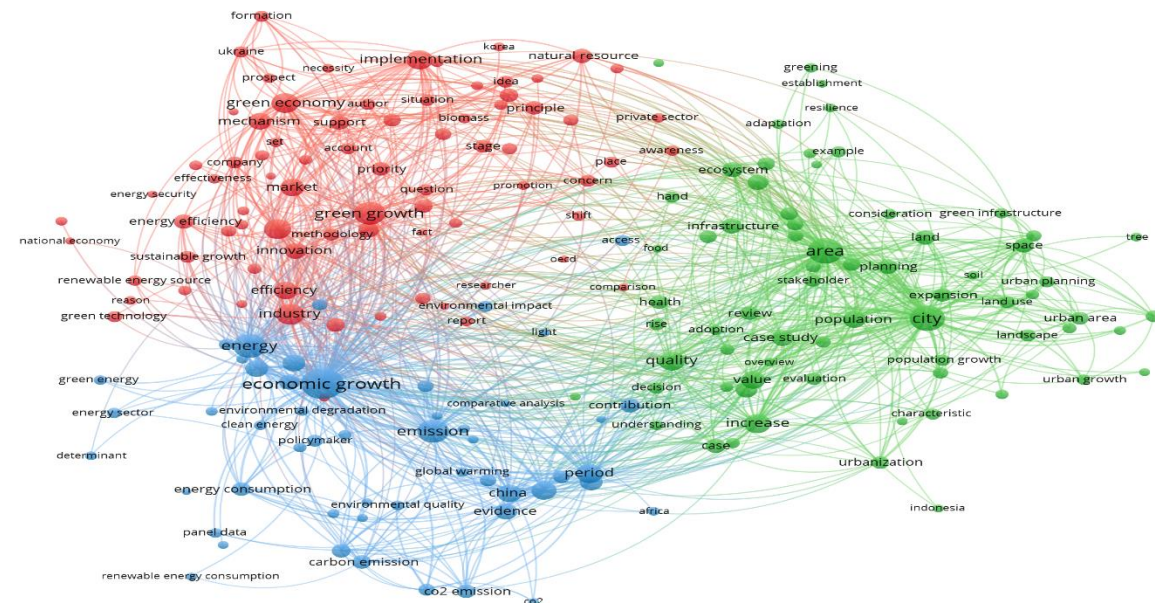 formation
korea
ukraine
implementation
natural resource
necessity
greening
prospect
idea
establishment
green economy
author
situation
principle
resilience
mechanism
support
biomass
private sector
adaptation
set
account
stage
awareness
example
company
priority
place
ecosystem
effectiveness
market
question
promotion
concern
hand
energy security
green growth
shift
consideration
green infrastructure
energy efficiency
methodology
fact
infrastructure
land
tree
national economy
innovation
access
food
area
space
sustainable growth
oecd
planning
renewable energy source
efficiency
researcher
comparison
stakeholder
soil
urban planning
reason
environmental impact
health
expansion
land use
green technology
industry
report
rise
adoption
review
population
city
urban area
light
case study
landscape
energy
quality
overview
population growth
green energy
economic growth
decision
value
evaluation
urban growth
energy sector
environmental degradation
comparative analysis
contribution
characteristic
clean energy
emission
understanding
increase
policymaker
case
determinant
global warming
period
urbanization
energy consumption
china
environmental quality
evidence
africa
indonesia
panel data
carbon emission
renewable energy consumption
co2 emission
co2